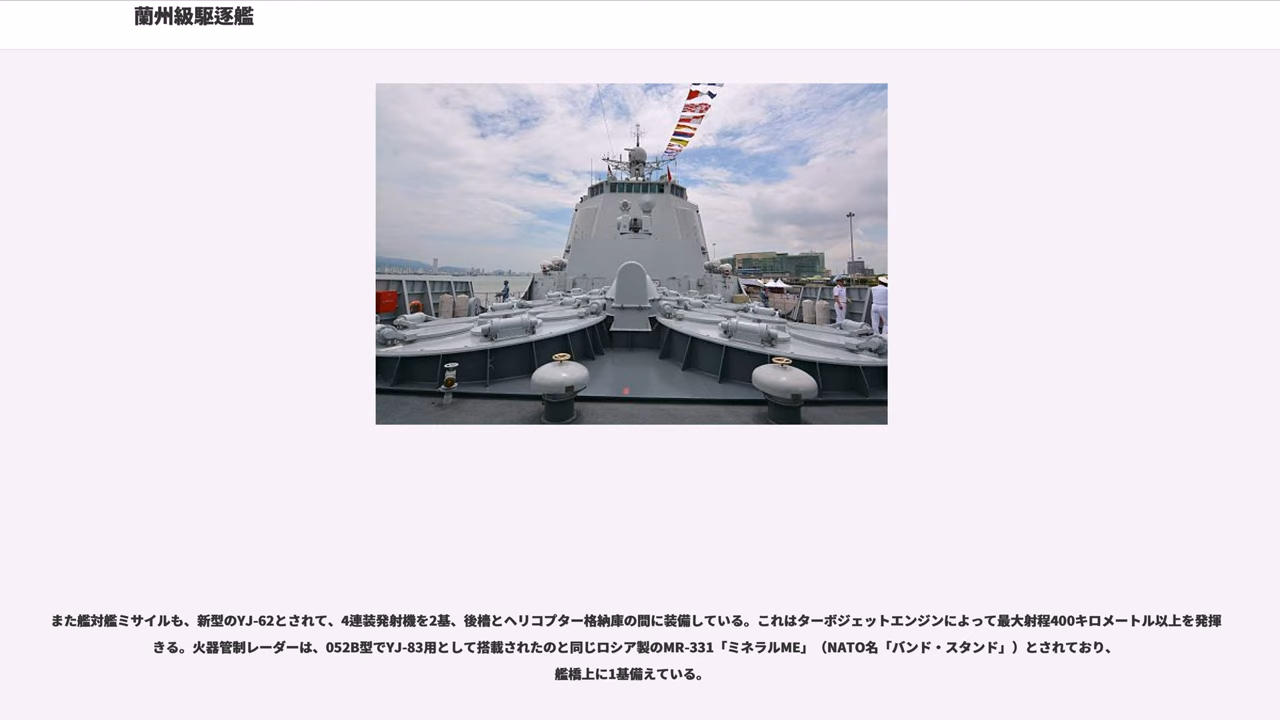 蘭州級駆逐艦
また艦対艦ミサイルも、新型のYJ-62とされて、4連装発射機を2基、後檣とヘリコプター格納庫の間に装備している。これはターボジェットエンジンによって最大射程400キロメートル以上を発揮
きる。火器管制レーダーは、052B型でYJ-83用として搭載されたのと同じロシア製のMR-331「ミネラルME」（NATO名「バンド・スタンド」）とされており、
艦橋上に1基備えている。